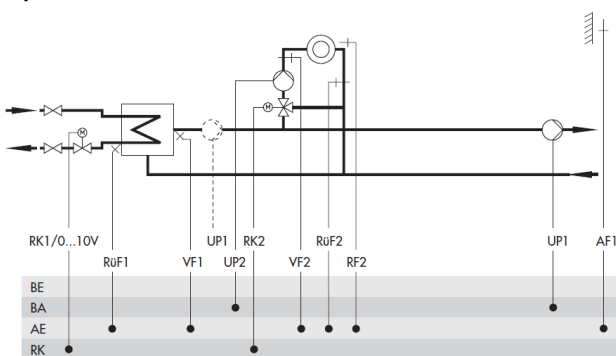 M
M
RK1/0...10V
UP1
RK2
RüF2
UP1
AF1
RüF1
VF1
UP2
VF2
RF2
BE
BA
AE
RK